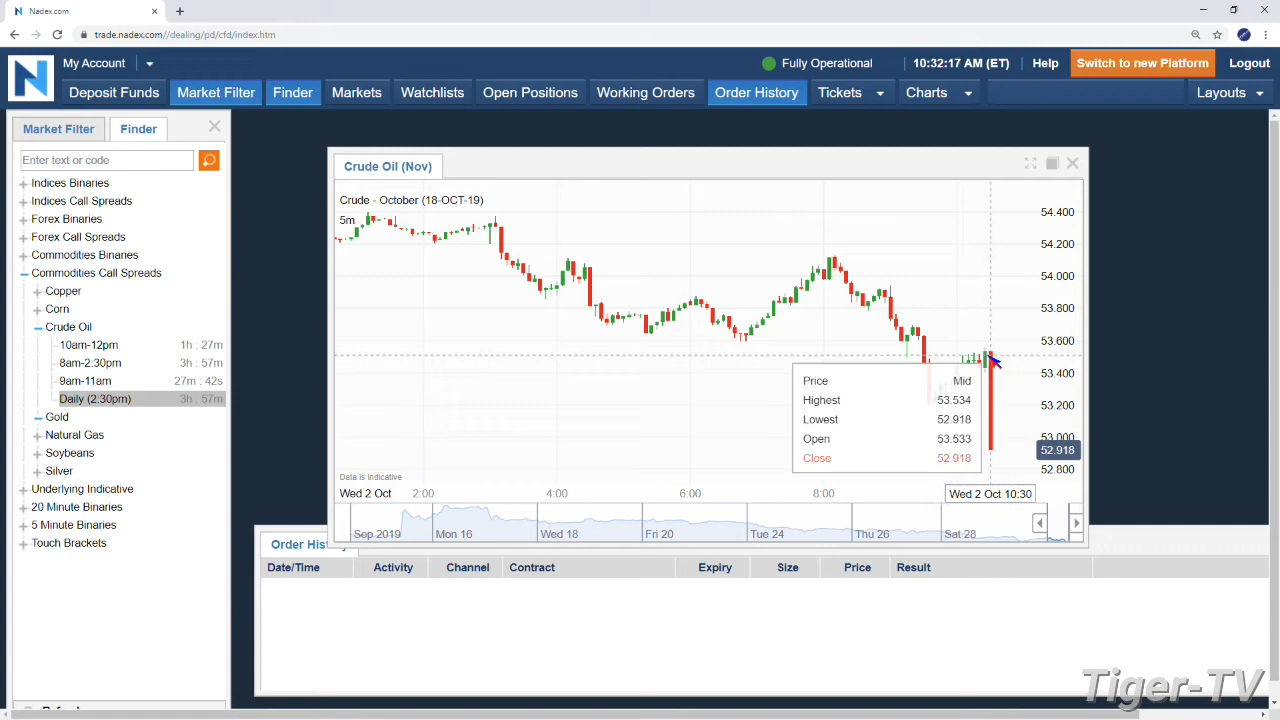 Nadex.com
trade.nadex.com//dealing/pd/cfd/index.htm
My Account
Fully Operational
10:32:17 AM (ET)
Help
Switch to new Platform
Logout
Deposit Funds
Market Filter
Finder
Markets
Watchlists
Open Positions
Working Orders
Order History
Tickets
Charts
Layouts
Market Filter
Finder
Enter text or code
Indices Binaries
Indices Call Spreads
Forex Binaries
Forex Call Spreads
Commodities Binaries
Commodities Call Spreads
Copper
Corn
Crude Oil
10am-12pm 1h : 27m
8am-2:30pm 3h : 57m
9am-11am 27m : 42s
Daily (2:30pm) 3h : 57m
Gold
Natural Gas
Soybeans
Silver
Underlying Indicative
20 Minute Binaries
5 Minute Binaries
Touch Brackets
Crude Oil (Nov)
Crude - October (18-OCT-19)
5m
54.400
54.200
54.000
53.800
53.600
53.400
53.200
53.000
52.918
52.800
Price Mid
Highest 53.534
Lowest 52.918
Open 53.533
Close 52.918
Data is indicative
Wed 2 Oct 2:00 4:00 6:00 8:00 Wed 2 Oct 10:30
Sep 2019 Mon 16 Wed 18 Fri 20 Tue 24 Thu 26 Sat 28
Order History
Date/Time Activity Channel Contract Expiry Size Price Result
Tiger-TV